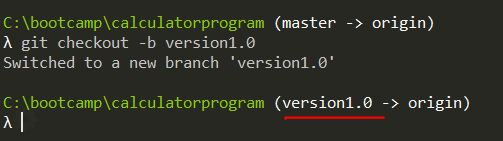 C:\bootcamp\calculatorprogram (master -> origin)
λ git checkout -b version1.0
Switched to a new branch 'version1.0'
C:\bootcamp\calculatorprogram (version1.0 -> origin)
λ